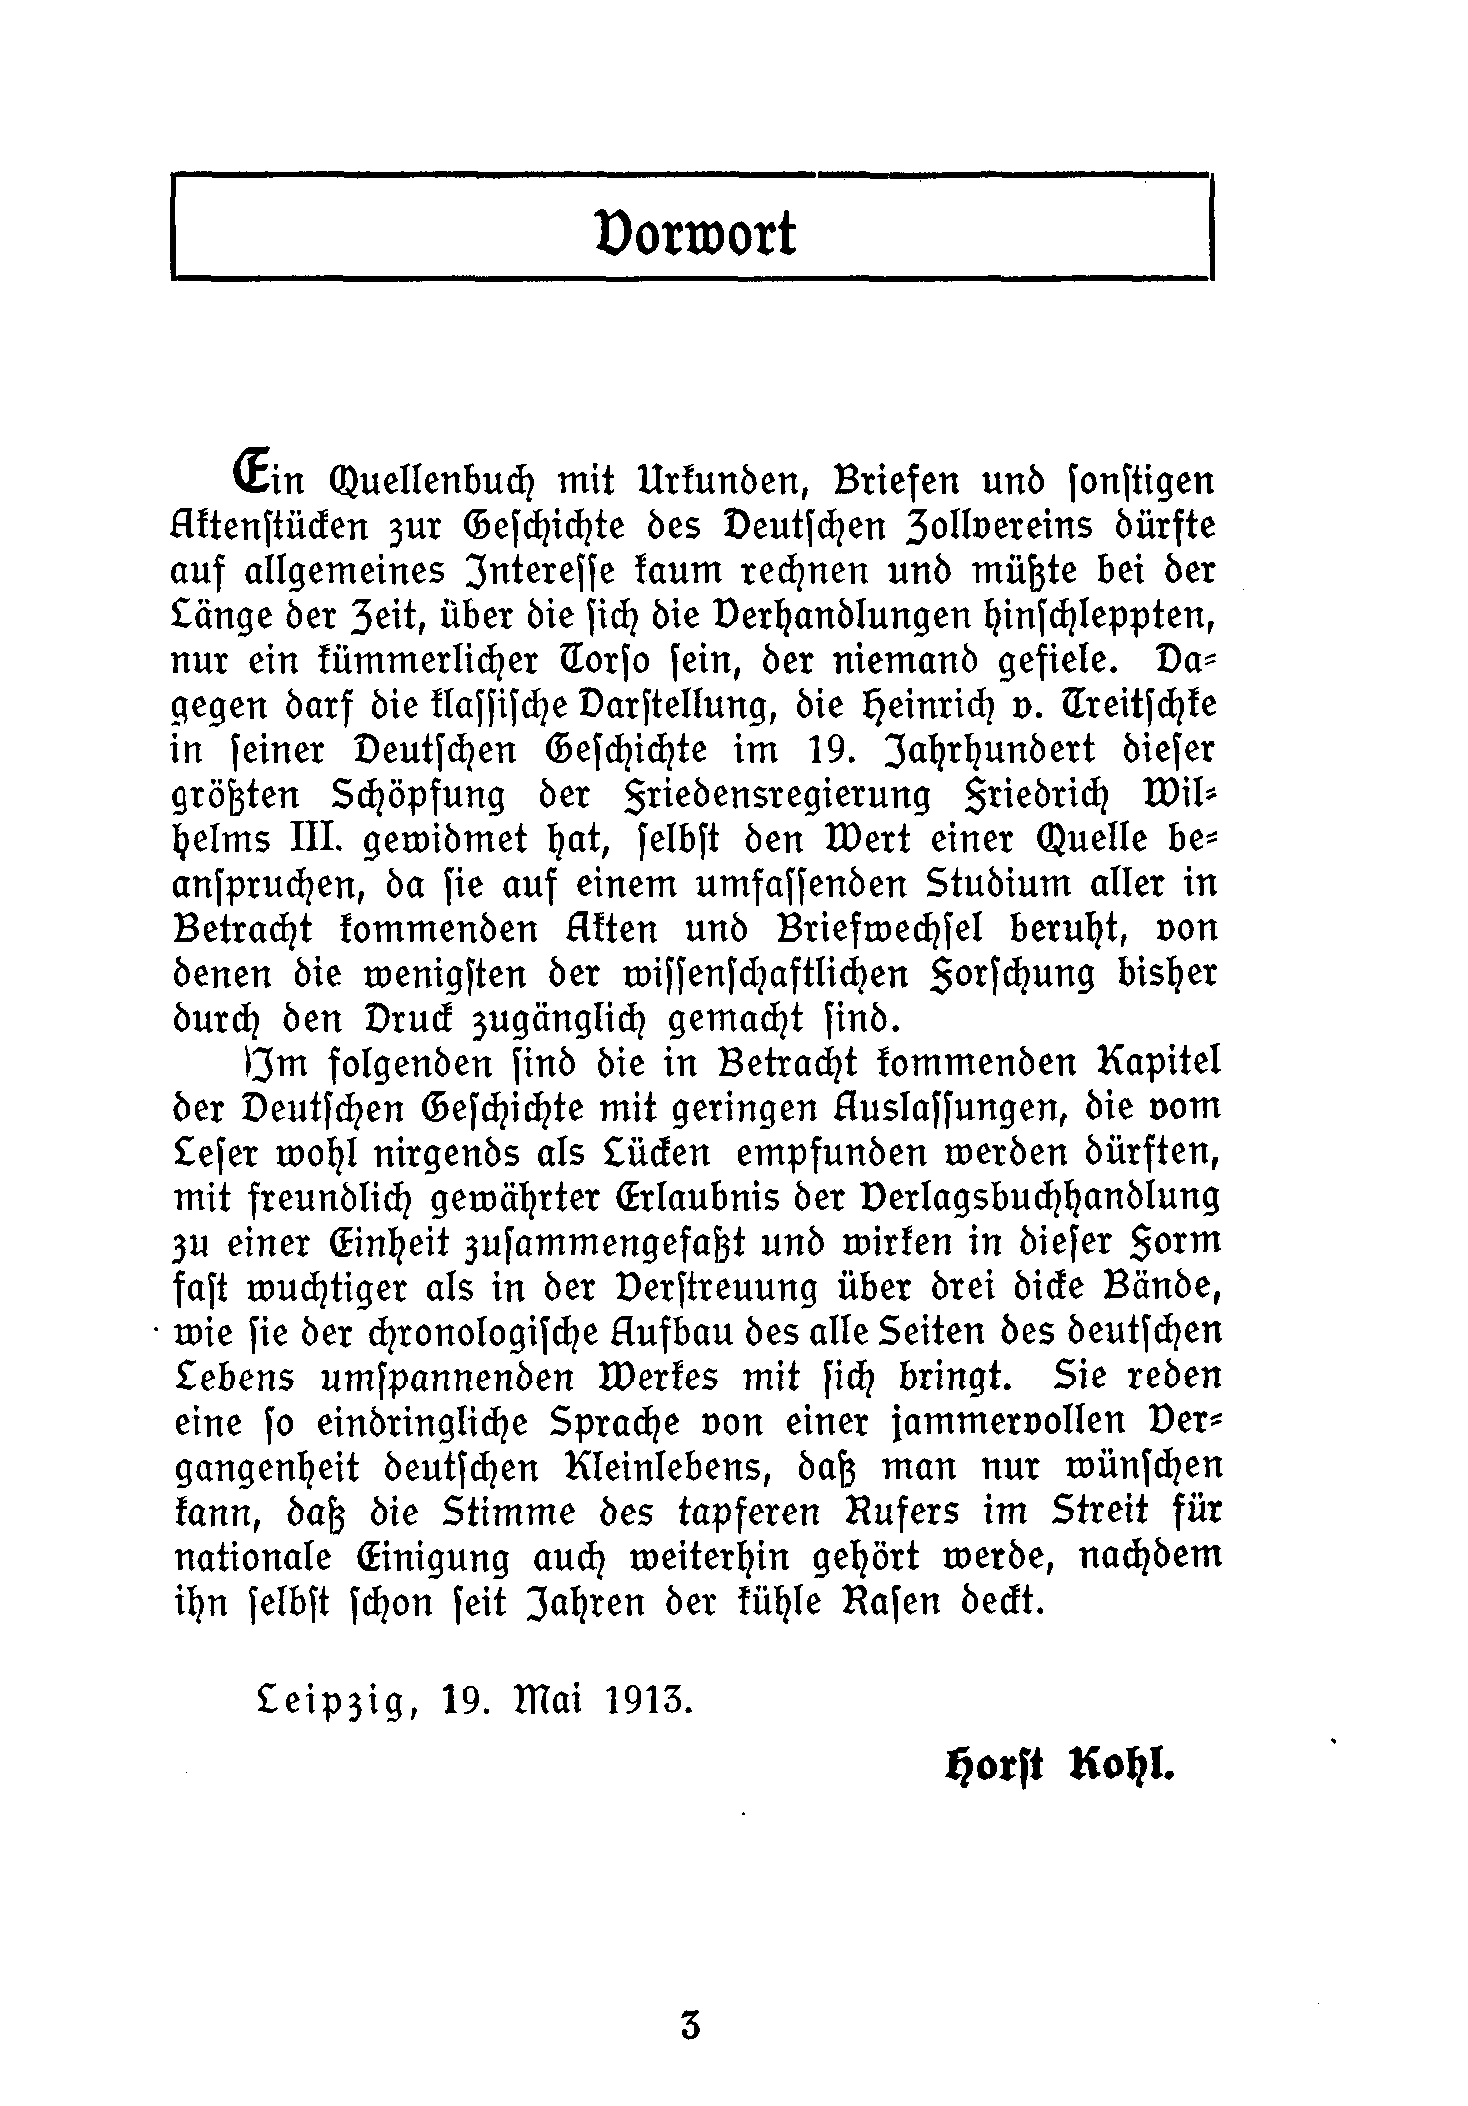 Vorwort
Ein Quellenbuch mit Urkunden, Briefen und ſonſtigen
Aktenſtücken zur Geſchichte des Deutſchen Zollvereins dürfte
auf allgemeines Intereſſe kaum rechnen und müßte bei der
Länge der Zeit, über die ſich die Verhandlungen hinſchleppten,
nur ein kümmerlicher Torſo ſein, der niemand gefiele. Da⸗
gegen darf die klaſſiſche Darſtellung, die Heinrich v. Treitſchke
in ſeiner Deutſchen Geſchichte im 19. Jahrhundert dieſer
größten Schöpfung der Friedensregierung Friedrich Wil⸗
helms III. gewidmet hat, ſelbſt den Wert einer Quelle be⸗
anſpruchen, da ſie auf einem umfaſſenden Studium aller in
Betracht kommenden Akten und Briefwechſel beruht, von
denen die wenigſten der wiſſenſchaftlichen Forſchung bisher
durch den Druck zugänglich gemacht ſind.
Im folgenden ſind die in Betracht kommenden Kapitel
der Deutſchen Geſchichte mit geringen Auslaſſungen, die vom
Leſer wohl nirgends als Lücken empfunden werden dürften,
mit freundlich gewährter Erlaubnis der Verlagsbuchhandlung
zu einer Einheit zuſammengefaßt und wirken in dieſer Form
faſt wuchtiger als in der Verſtreuung über drei dicke Bände,
wie ſie der chronologiſche Aufbau des alle Seiten des deutſchen
Lebens umſpannenden Werkes mit ſich bringt. Sie reden
eine ſo eindringliche Sprache von einer jammervollen Ver⸗
gangenheit deutſchen Kleinlebens, daß man nur wünſchen
kann, daß die Stimme des tapferen Rufers im Streit für
nationale Einigung auch weiterhin gehört werde, nachdem
ihn ſelbſt ſchon ſeit Jahren der kühle Raſen deckt.
Leipzig, 19. Mai 1913.
Horſt Kohl.
3